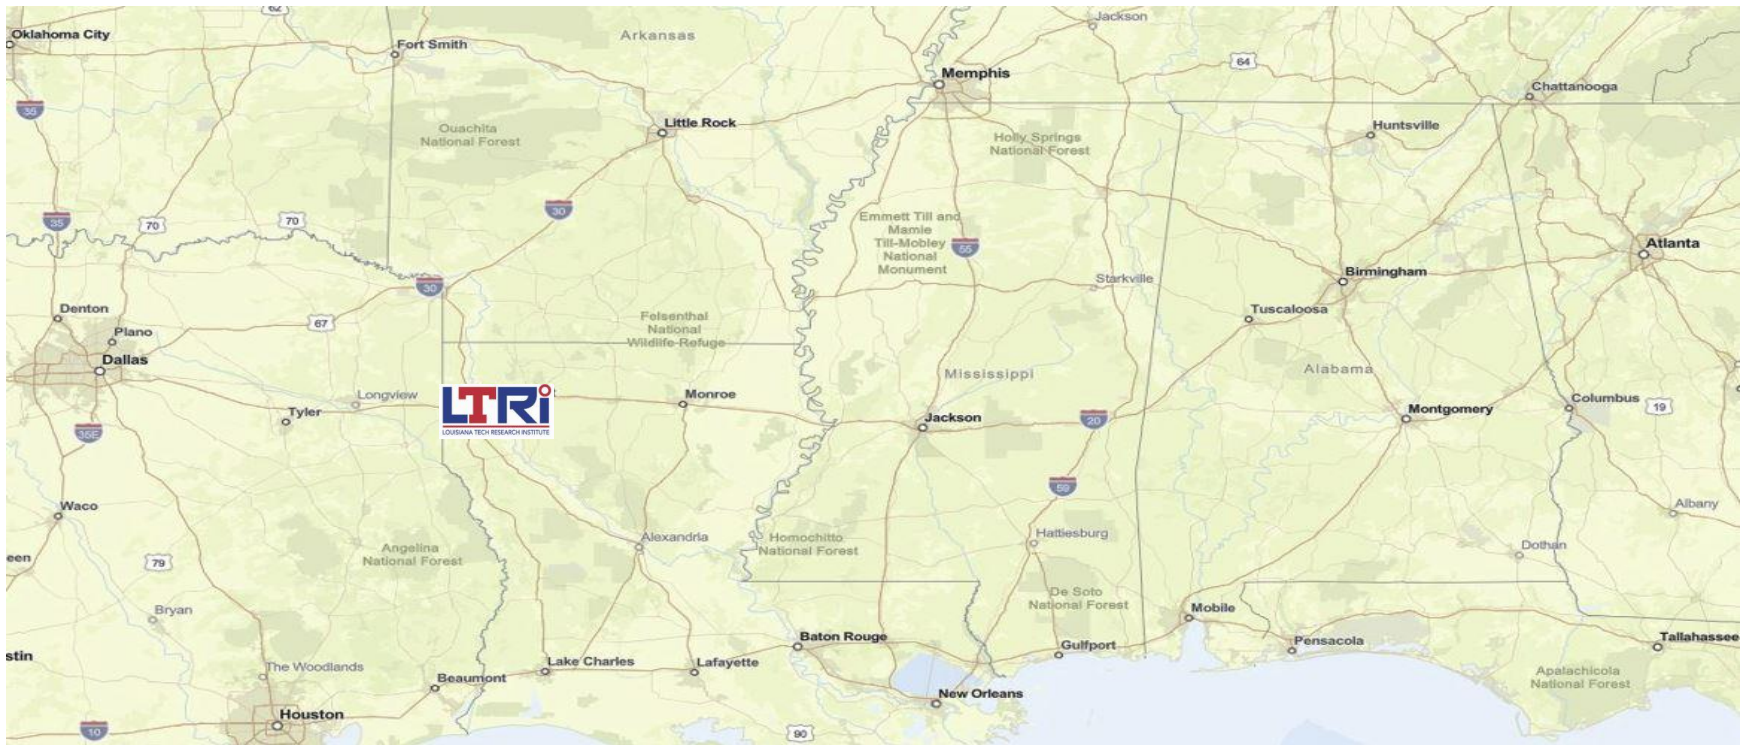 62
Jackson
Oklahoma City
Arkansas
Fort Smith
64
Memphis
Chattanooga
35
Little Rock
Huntsville
Ouachita
National Forest
Holly Springs
National Forest
30
35
70
70
Emmett Till and
Mamie
Till-Mobley
National
Monument
55
Atlanta
Birmingham
Starkville
30
Denton
67
Felsenthal
National
Wildlife Refuge
Tuscaloosa
Plano
Dallas
Mississippi
Alabama
Longview
LTRi
LOUISIANA TECH RESEARCH INSTITUTE
Monroe
Columbus
19
Tyler
Jackson
20
Montgomery
35E
59
Waco
Albany
Alexandria
Homochitto
National Forest
Hattiesburg
Dothan
Angelina
National Forest
een
79
De Soto
National Forest
Bryan
Mobile
Baton Rouge
Gulfport
Pensacola
Tallahassee
stin
The Woodlands
Lake Charles
Lafayette
Beaumont
Apalachicola
National Forest
New Orleans
Houston
10
90